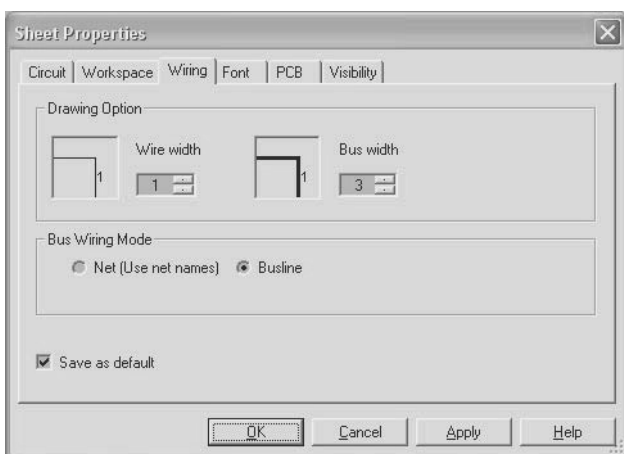 Sheet Properties
Circuit Workspace Wiring Font PCB Visibility
Drawing Option
Wire width Bus width
1 1 1 3
Bus Wiring Mode
Net (Use net names) Busline
Save as default
OK Cancel Apply Help